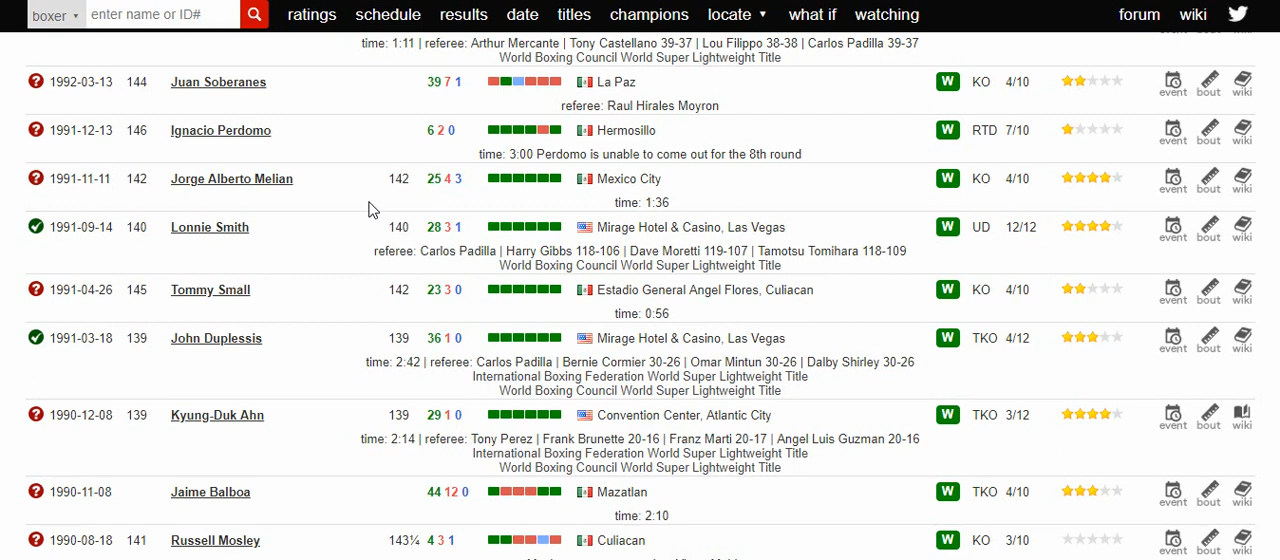 boxer ▾ enter name or ID# ratings schedule results date titles champions locate ▼ what if watching forum wiki
time: 1:11 | referee: Arthur Mercante | Tony Castellano 39-37 | Lou Filippo 38-38 | Carlos Padilla 39-37
World Boxing Council World Super Lightweight Title
? 1992-03-13 144 Juan Soberanes 39 7 1 La Paz W KO 4/10 event bout wiki
referee: Raul Hirales Moyron
? 1991-12-13 146 Ignacio Perdomo 6 2 0 Hermosillo W RTD 7/10 event bout wiki
time: 3:00 Perdomo is unable to come out for the 8th round
? 1991-11-11 142 Jorge Alberto Melian 142 25 4 3 Mexico City W KO 4/10 event bout wiki
time: 1:36
1991-09-14 140 Lonnie Smith 140 28 3 1 Mirage Hotel & Casino, Las Vegas W UD 12/12 event bout wiki
referee: Carlos Padilla | Harry Gibbs 118-106 | Dave Moretti 119-107 | Tamotsu Tomihara 118-109
World Boxing Council World Super Lightweight Title
? 1991-04-26 145 Tommy Small 142 23 3 0 Estadio General Angel Flores, Culiacan W KO 4/10 event bout wiki
time: 0:56
1991-03-18 139 John Duplessis 139 36 1 0 Mirage Hotel & Casino, Las Vegas W TKO 4/12 event bout wiki
time: 2:42 | referee: Carlos Padilla | Bernie Cormier 30-26 | Omar Mintun 30-26 | Dalby Shirley 30-26
International Boxing Federation World Super Lightweight Title
World Boxing Council World Super Lightweight Title
? 1990-12-08 139 Kyung-Duk Ahn 139 29 1 0 Convention Center, Atlantic City W TKO 3/12 event bout wiki
time: 2:14 | referee: Tony Perez | Frank Brunette 20-16 | Franz Marti 20-17 | Angel Luis Guzman 20-16
International Boxing Federation World Super Lightweight Title
World Boxing Council World Super Lightweight Title
? 1990-11-08 Jaime Balboa 44 12 0 Mazatlan W TKO 4/10 event bout wiki
time: 2:10
? 1990-08-18 141 Russell Mosley 143¼ 4 3 1 Culiacan W KO 3/10